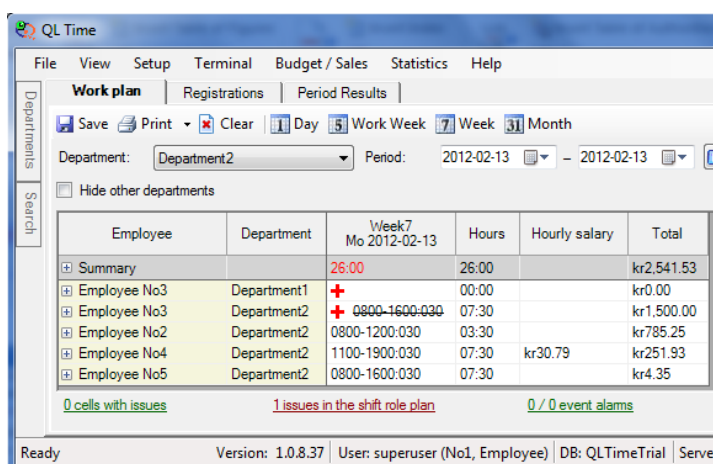 QL Time
File View Setup Terminal Budget / Sales Statistics Help
Departments
Search
Work plan Registrations Period Results
Save Print Clear 1 Day 5 Work Week 7 Week 31 Month
Department: Department2 Period: 2012-02-13 – 2012-02-13
Hide other departments
Employee Department Week7 Hours Hourly salary Total
Mo 2012-02-13
Summary 26:00 26:00 kr2,541.53
Employee No3 Department1 00:00 kr0.00
Employee No3 Department2 0800-1600:030 07:30 kr1,500.00
Employee No2 Department2 0800-1200:030 03:30 kr785.25
Employee No4 Department2 1100-1900:030 07:30 kr30.79 kr251.93
Employee No5 Department2 0800-1600:030 07:30 kr4.35
0 cells with issues 1 issues in the shift role plan 0 / 0 event alarms
Ready Version: 1.0.8.37 User: superuser (No1, Employee) DB: QLTimeTrial Serve